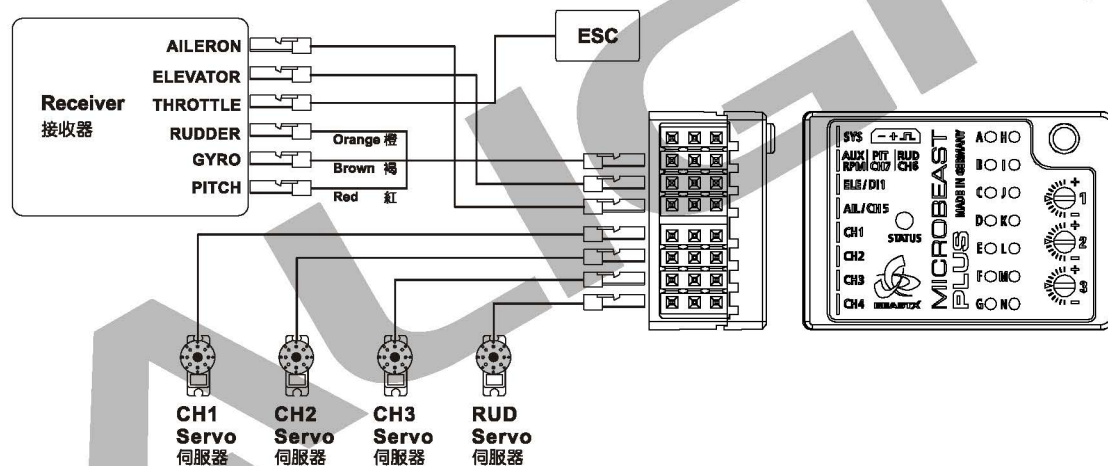 Receiver
接收器
AILERON
ELEVATOR
THROTTLE
RUDDER
GYRO
PITCH
Orange 橙
Brown 褐
Red 紅
ESC
CH1
Servo
伺服器
CH2
Servo
伺服器
CH3
Servo
伺服器
RUD
Servo
伺服器
SYS
- +
AUX PIT RUD
RPM CH7 CH6
ELE/DI1
AIL/CH5
CH1
CH2
CH3
CH4
STATUS
BEASTX
MICROBEAST
PLUS
MADE IN GERMANY
A H
B I
C J
D K
E L
F M
G N
+ 1 -
+ 2 -
+ 3 -